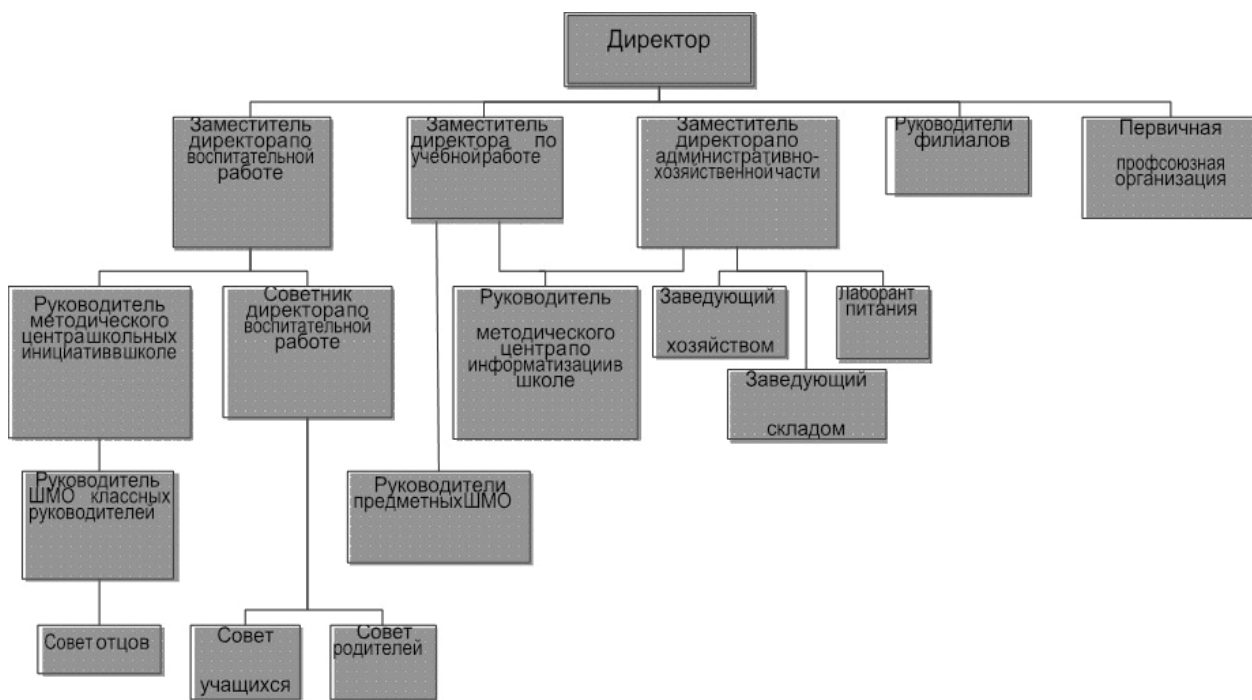 Директор
Заместитель
директора по
воспитательной
работе
Заместитель
директора по
учебной работе
Заместитель
директора по
административно-
хозяйственной части
Руководители
филиалов
Первичная
профсоюзная
организация
Руководитель
методического
центра школьных
инициатив в школе
Советник
директора по
воспитательной
работе
Руководитель
методического
центра по
информатизации в
школе
Заведующий
хозяйством
Лаборант
питания
Заведующий
складом
Руководитель
ШМО классных
руководителей
Руководители
предметных ШМО
Совет отцов
Совет
учащихся
Совет
родителей